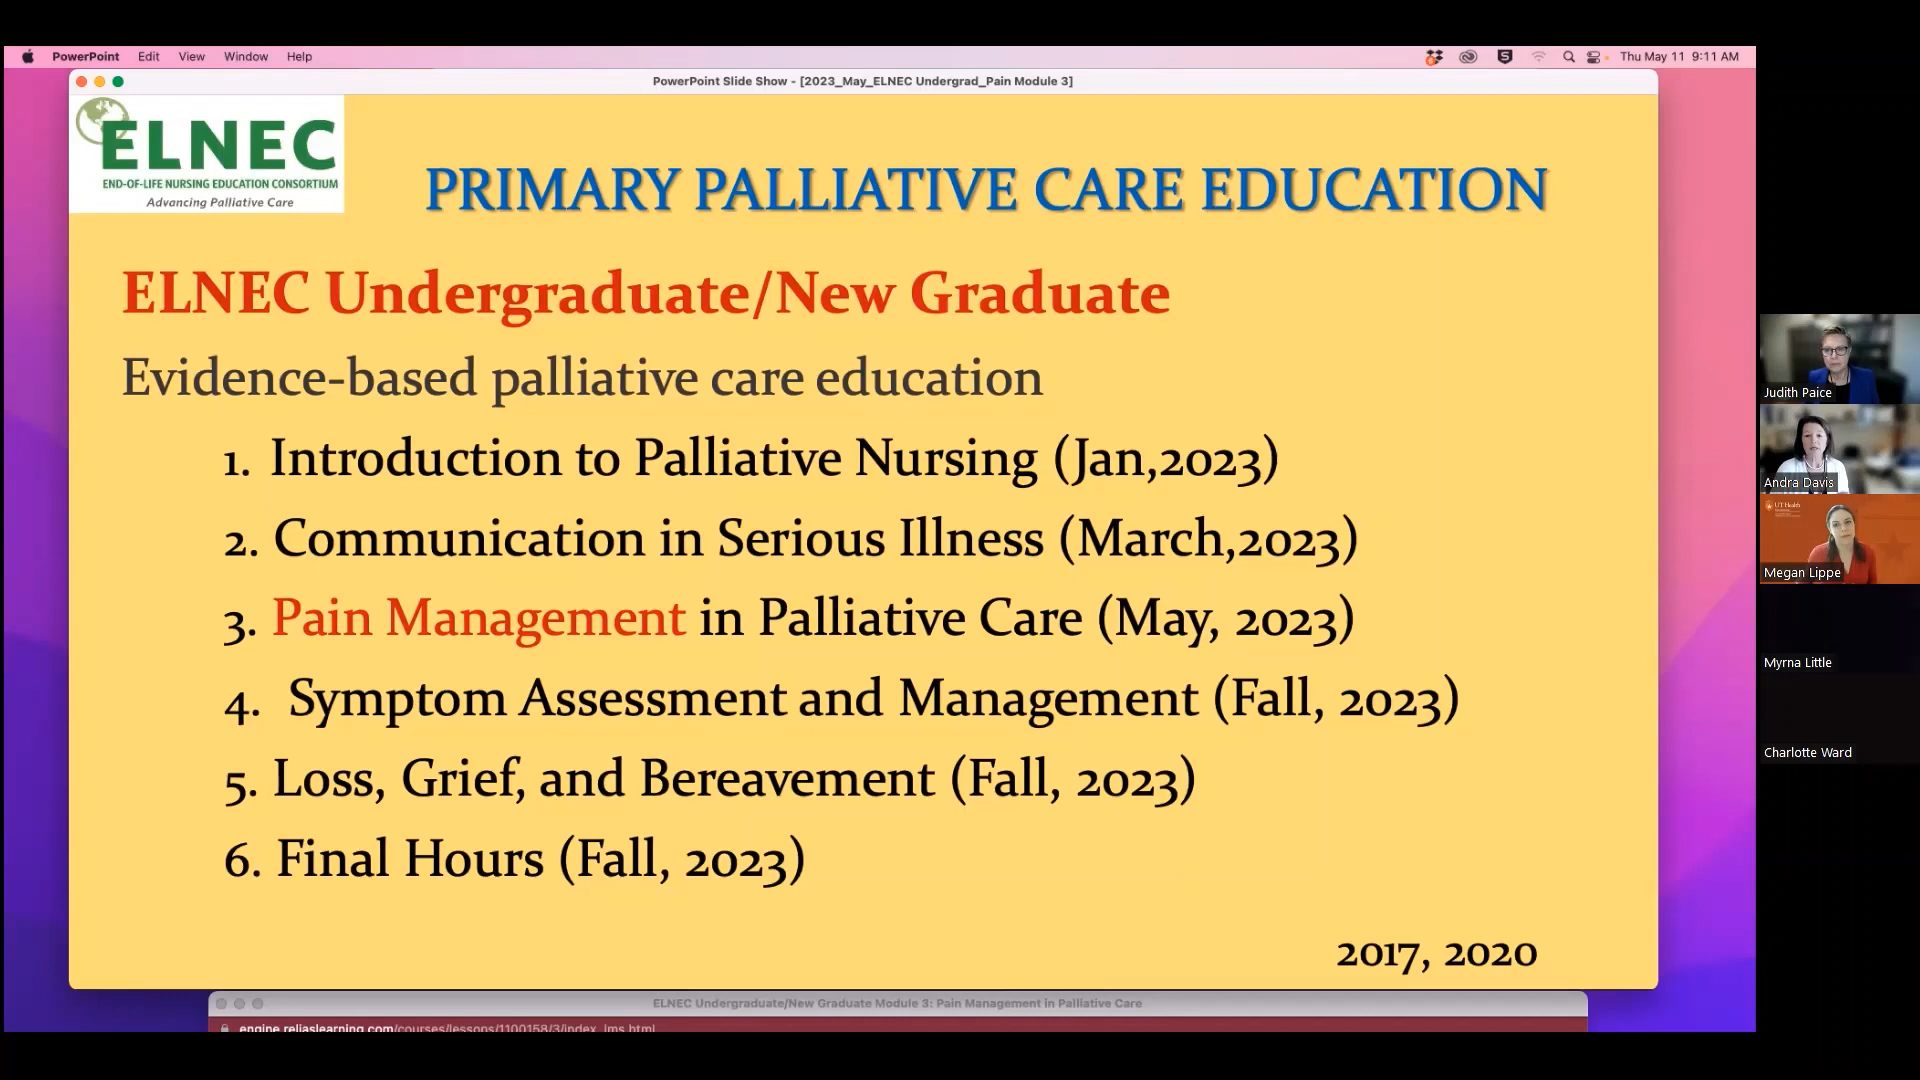 PowerPoint Edit View Window Help Thu May 11 9:11 AM
PowerPoint Slide Show - [2023_May_ELNEC Undergrad_Pain Module 3]
ELNEC
END-OF-LIFE NURSING EDUCATION CONSORTIUM
Advancing Palliative Care
PRIMARY PALLIATIVE CARE EDUCATION
ELNEC Undergraduate/New Graduate
Evidence-based palliative care education
1. Introduction to Palliative Nursing (Jan,2023)
2. Communication in Serious Illness (March,2023)
3. Pain Management in Palliative Care (May, 2023)
4. Symptom Assessment and Management (Fall, 2023)
5. Loss, Grief, and Bereavement (Fall, 2023)
6. Final Hours (Fall, 2023)
2017, 2020
ELNEC Undergraduate/New Graduate Module 3: Pain Management in Palliative Care
engine.reliaslearning.com/courses/lessons/1100158/3/index_lms.html
Judith Paice
Andra Davis
UT Health
Megan Lippe
Myrna Little
Charlotte Ward